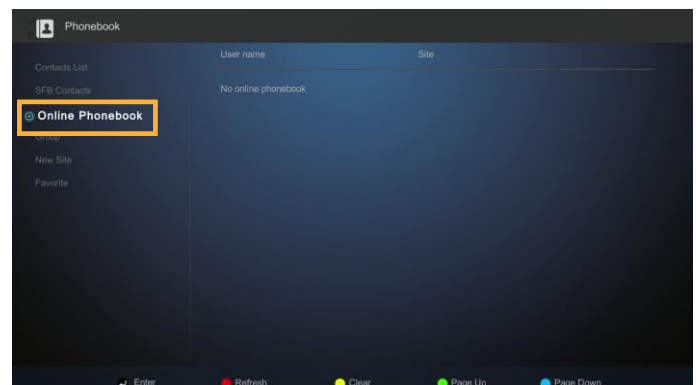 Phonebook
User name Site
Contacts List
SFB Contacts
No online phonebook
Online Phonebook
Group
New Site
Favorite
Enter Refresh Clear Page Up Page Down